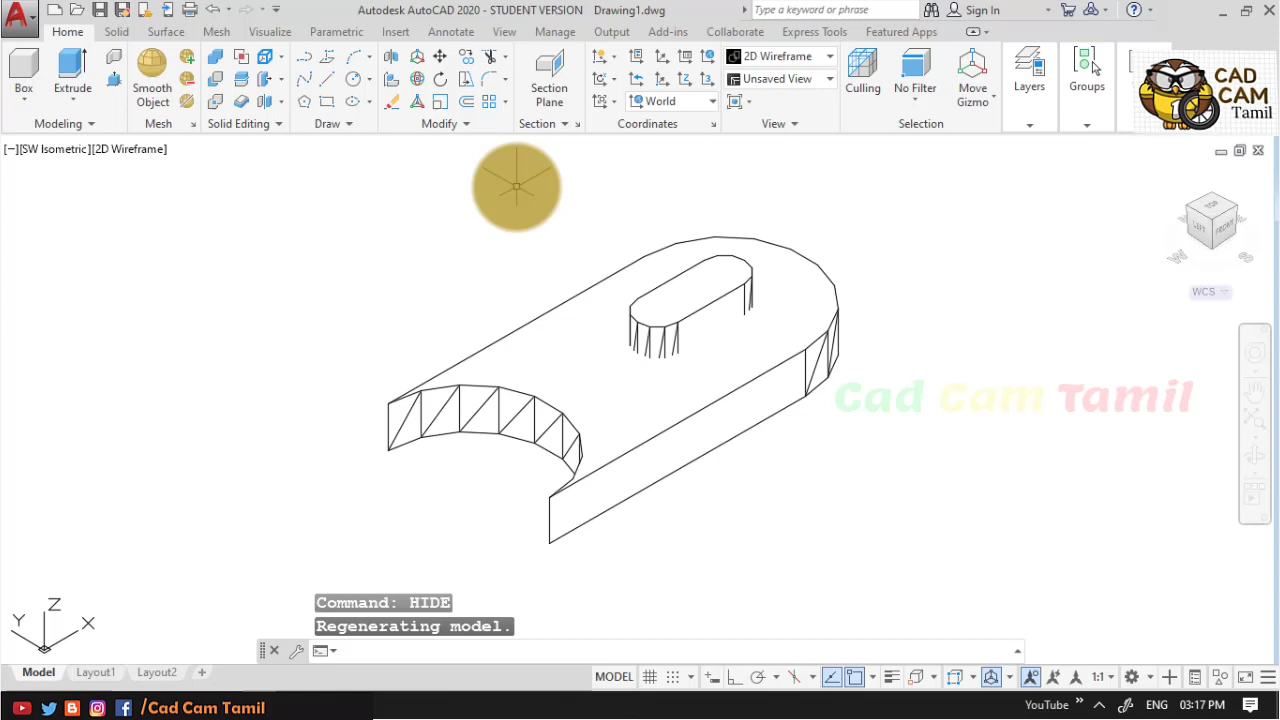 Autodesk AutoCAD 2020 - STUDENT VERSION Drawing1.dwg
Type a keyword or phrase
Sign In
Home Solid Surface Mesh Visualize Parametric Insert Annotate View Manage Output Add-ins Collaborate Express Tools Featured Apps
2D Wireframe
Unsaved View
World
Box Extrude Smooth Object Section Plane Culling No Filter Move Gizmo Layers Groups
Modeling Mesh Solid Editing Draw Modify Section Coordinates View Selection
CAD
CAM
Tamil
[−][SW Isometric][2D Wireframe]
TOP
LEFT
FRONT
W
S
WCS
Cad Cam Tamil
Command: HIDE
Regenerating model.
Z
Y
X
Model Layout1 Layout2
MODEL
1:1
/Cad Cam Tamil
YouTube
ENG
03:17 PM